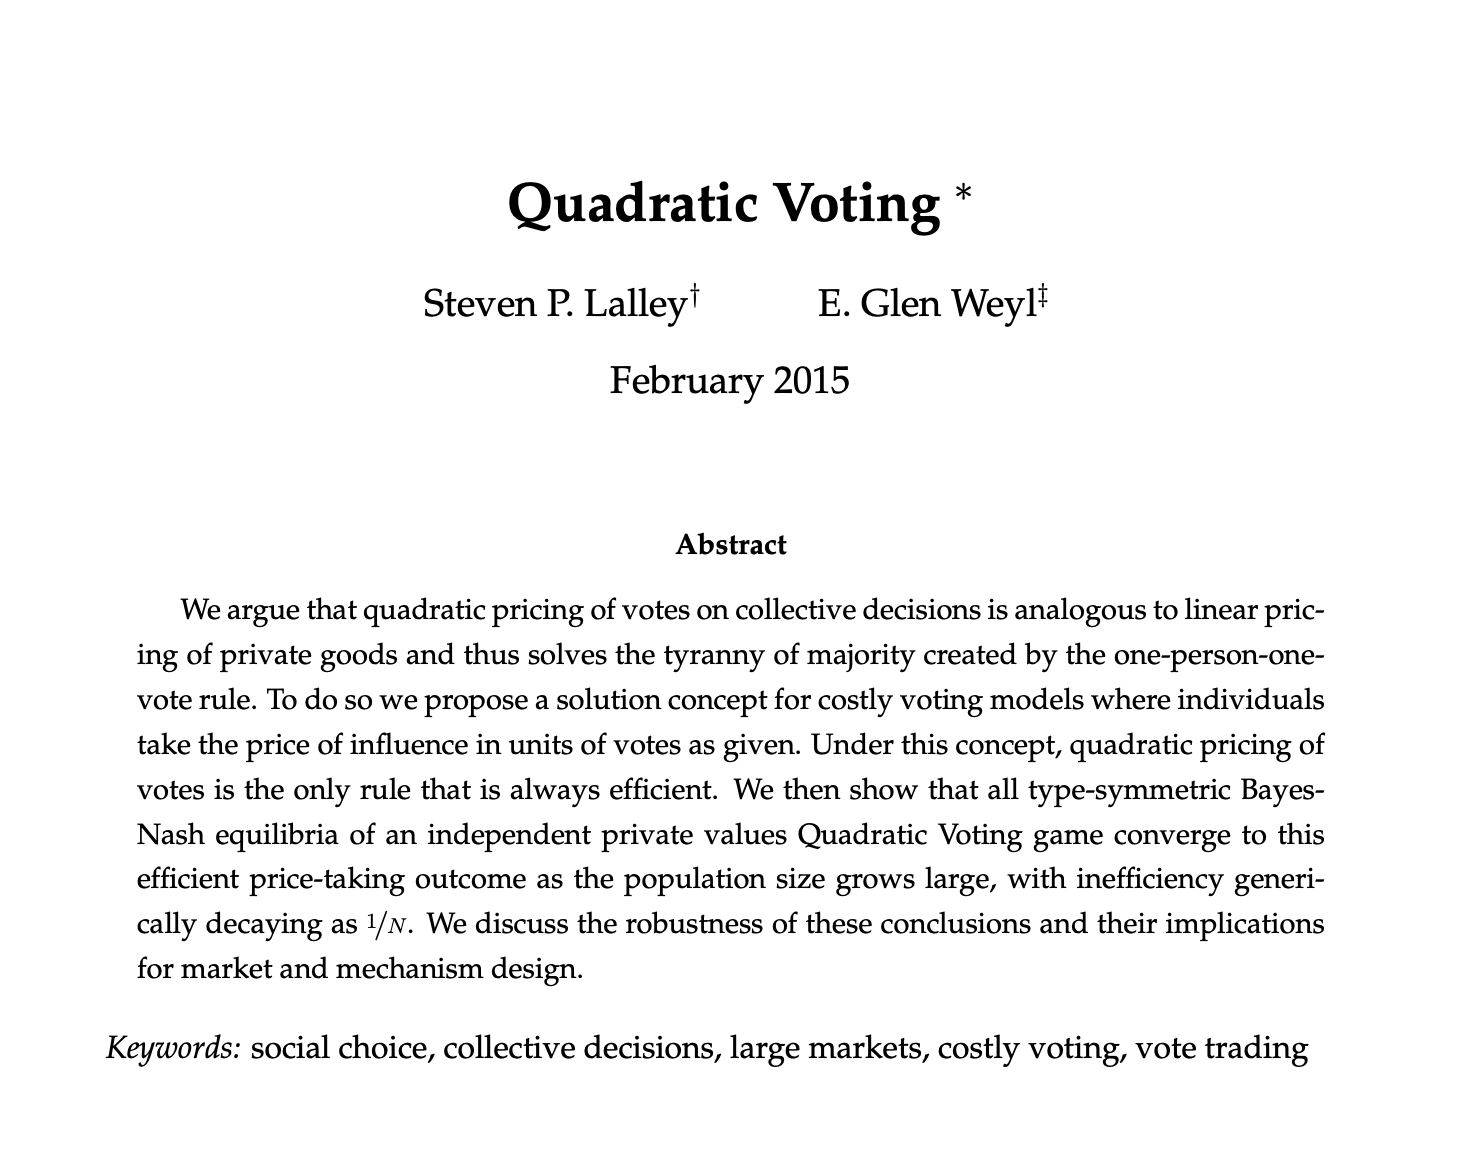 Quadratic Voting *
Steven P. Lalley† E. Glen Weyl‡
February 2015
Abstract
We argue that quadratic pricing of votes on collective decisions is analogous to linear pric-
ing of private goods and thus solves the tyranny of majority created by the one-person-one-
vote rule. To do so we propose a solution concept for costly voting models where individuals
take the price of influence in units of votes as given. Under this concept, quadratic pricing of
votes is the only rule that is always efficient. We then show that all type-symmetric Bayes-
Nash equilibria of an independent private values Quadratic Voting game converge to this
efficient price-taking outcome as the population size grows large, with inefficiency generi-
cally decaying as 1/N. We discuss the robustness of these conclusions and their implications
for market and mechanism design.
Keywords: social choice, collective decisions, large markets, costly voting, vote trading